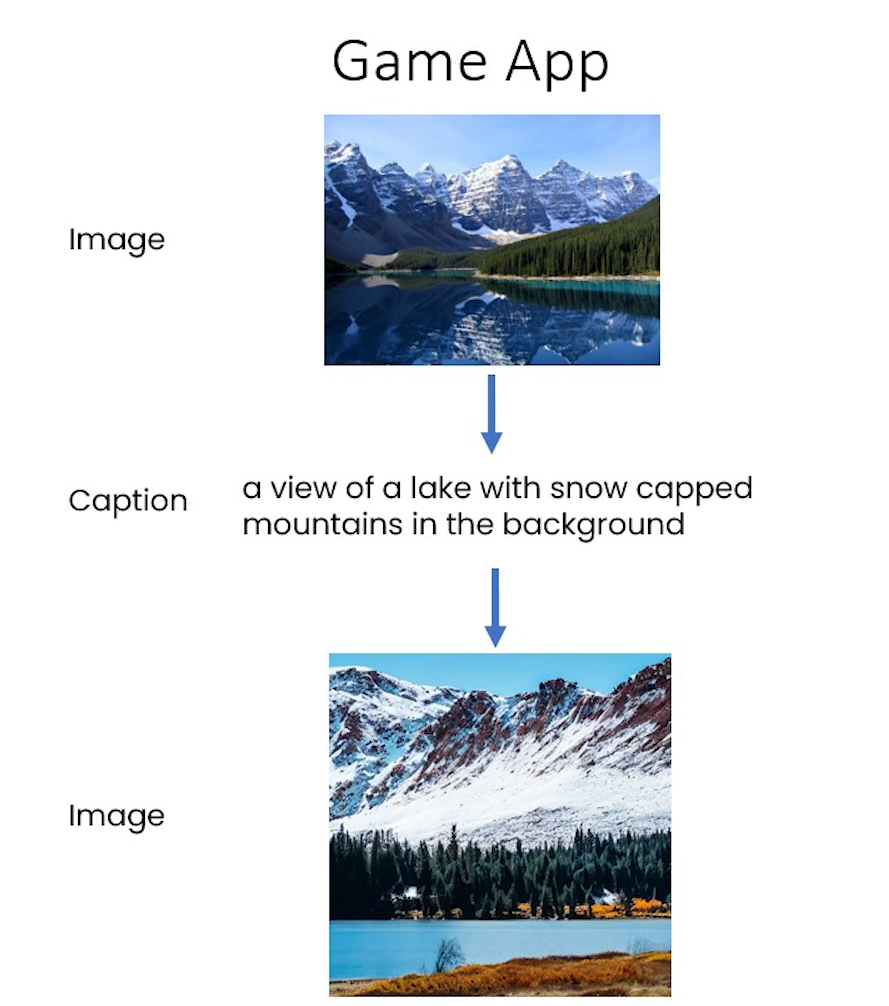 Game App
Image
Caption
a view of a lake with snow capped
mountains in the background
Image